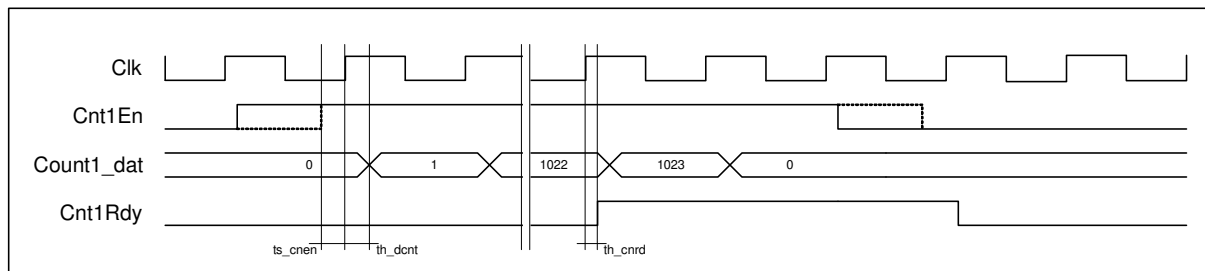 Clk
Cnt1En
Count1_dat 0 1 1022 1023 0
Cnt1Rdy
ts_cnen th_dcnt th_cnrd